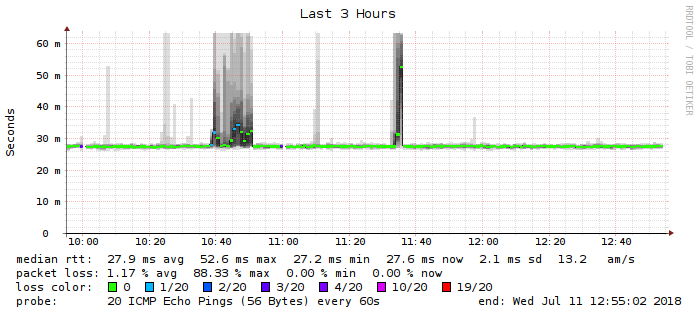 Last 3 Hours
RRDTOOL / TOBI OETIKER
Seconds
60 m
50 m
40 m
30 m
20 m
10 m
0
10:00 10:20 10:40 11:00 11:20 11:40 12:00 12:20 12:40
median rtt: 27.9 ms avg 52.6 ms max 27.2 ms min 27.6 ms now 2.1 ms sd 13.2 am/s
packet loss: 1.17 % avg 88.33 % max 0.00 % min 0.00 % now
loss color: 0 1/20 2/20 3/20 4/20 10/20 19/20
probe: 20 ICMP Echo Pings (56 Bytes) every 60s end: Wed Jul 11 12:55:02 2018